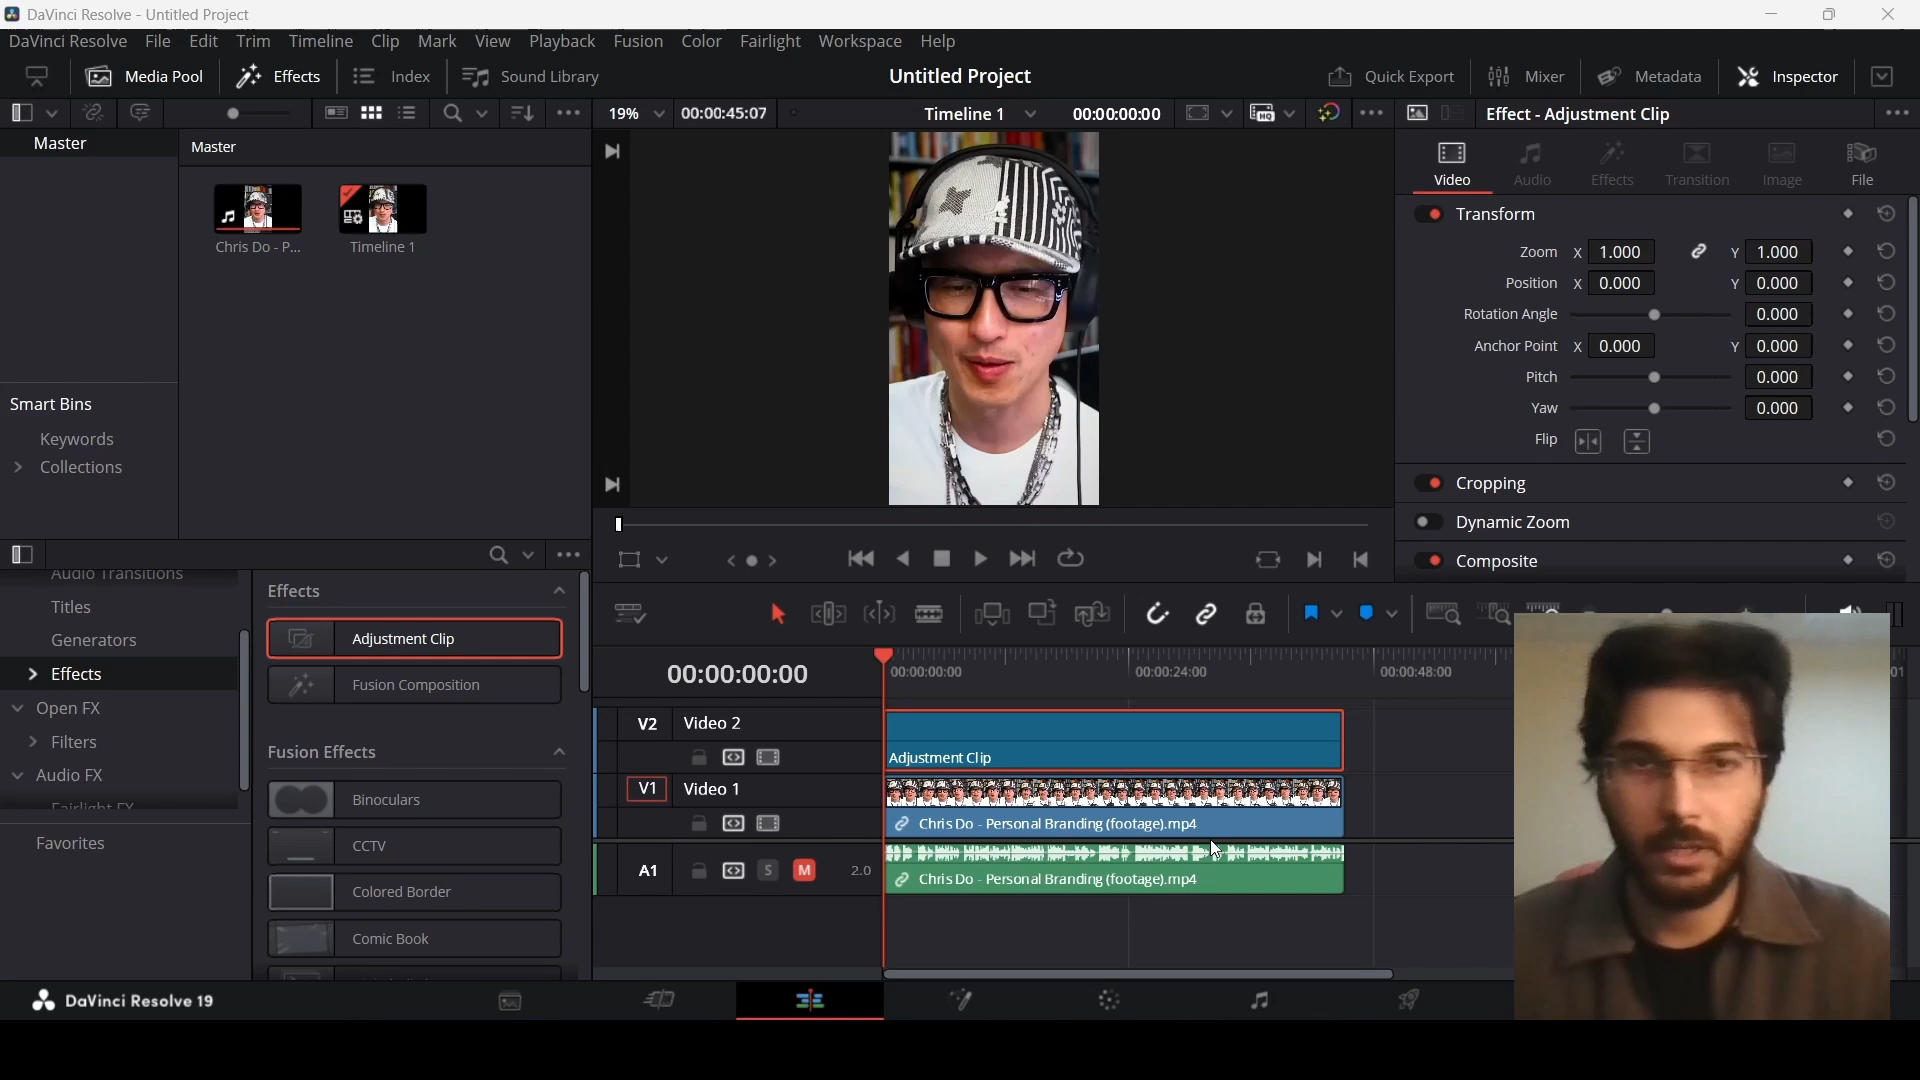 DaVinci Resolve - Untitled Project
DaVinci Resolve File Edit Trim Timeline Clip Mark View Playback Fusion Color Fairlight Workspace Help
Media Pool Effects Index Sound Library Untitled Project Quick Export Mixer Metadata Inspector
19% 00:00:45:07 Timeline 1 00:00:00:00 Effect - Adjustment Clip
Master
Master
Chris Do - P...
Timeline 1
Smart Bins
Keywords
Collections
Video Audio Effects Transition Image File
Transform
Zoom X 1.000 Y 1.000
Position X 0.000 Y 0.000
Rotation Angle 0.000
Anchor Point X 0.000 Y 0.000
Pitch 0.000
Yaw 0.000
Flip
Cropping
Dynamic Zoom
Composite
Audio Transitions
Titles
Generators
Effects
Open FX
Filters
Audio FX
Fairlight FX
Favorites
Effects
Adjustment Clip
Fusion Composition
Fusion Effects
Binoculars
CCTV
Colored Border
Comic Book
00:00:00:00 00:00:00:00 00:00:24:00 00:00:48:00
V2 Video 2
Adjustment Clip
V1 Video 1
Chris Do - Personal Branding (footage).mp4
A1 S M 2.0
Chris Do - Personal Branding (footage).mp4
DaVinci Resolve 19